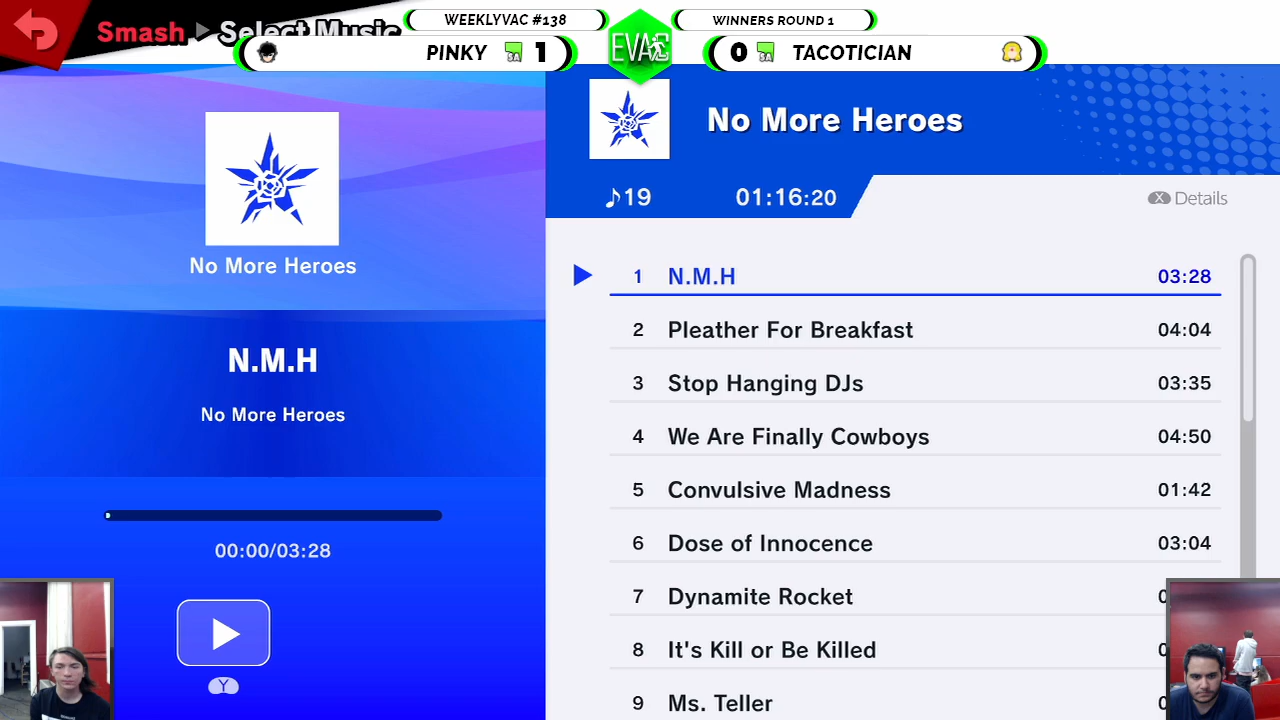 Smash ▶ Select Music
WEEKLYVAC #138
WINNERS ROUND 1
PINKY SA 1
EVAC
0 SA TACOTICIAN
No More Heroes
♪19 01:16:20
X Details
No More Heroes
N.M.H
No More Heroes
00:00/03:28
Y
1 N.M.H 03:28
2 Pleather For Breakfast 04:04
3 Stop Hanging DJs 03:35
4 We Are Finally Cowboys 04:50
5 Convulsive Madness 01:42
6 Dose of Innocence 03:04
7 Dynamite Rocket
8 It's Kill or Be Killed
9 Ms. Teller